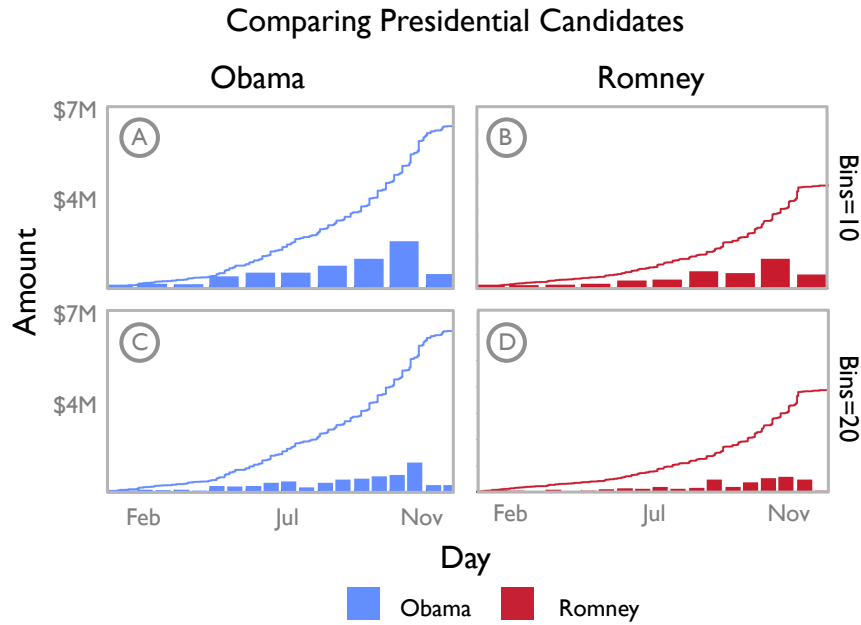 Comparing Presidential Candidates
Obama
Romney
$7M
A
B
$4M
Bins=10
Amount
$7M
C
D
$4M
Bins=20
Feb
Jul
Nov
Feb
Jul
Nov
Day
Obama
Romney